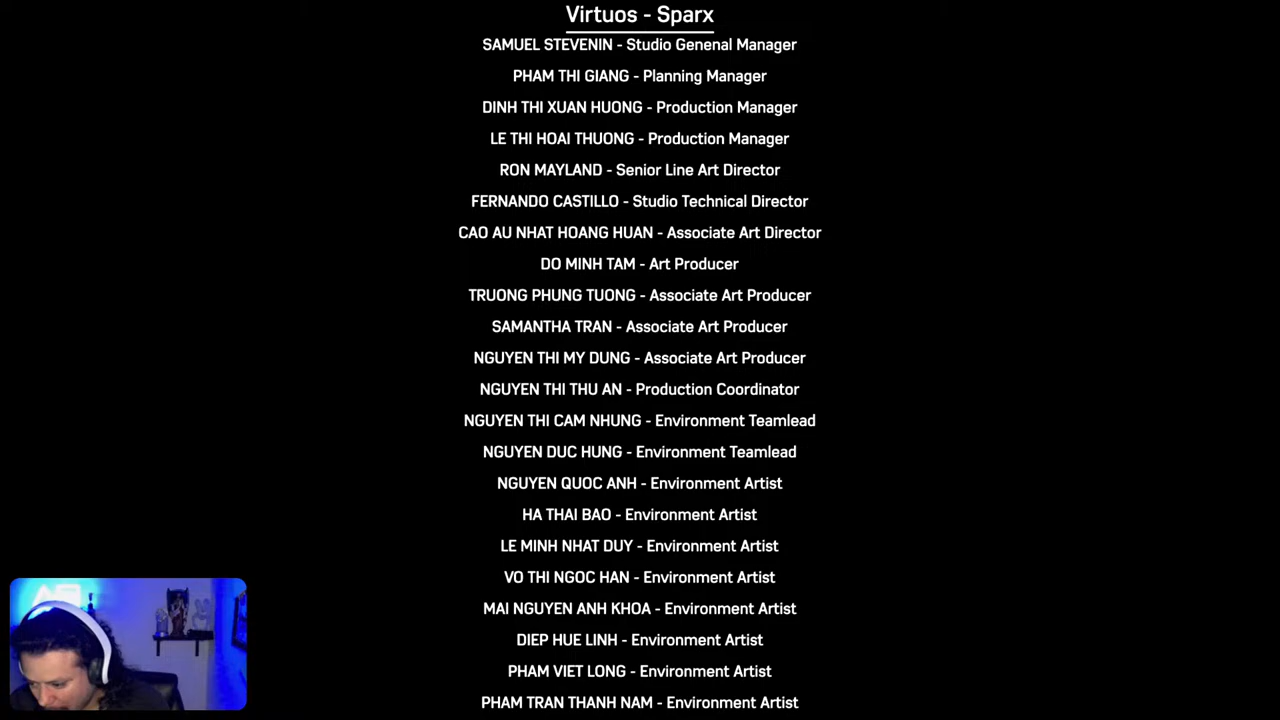 Virtuos - Sparx
SAMUEL STEVENIN - Studio Genenal Manager
PHAM THI GIANG - Planning Manager
DINH THI XUAN HUONG - Production Manager
LE THI HOAI THUONG - Production Manager
RON MAYLAND - Senior Line Art Director
FERNANDO CASTILLO - Studio Technical Director
CAO AU NHAT HOANG HUAN - Associate Art Director
DO MINH TAM - Art Producer
TRUONG PHUNG TUONG - Associate Art Producer
SAMANTHA TRAN - Associate Art Producer
NGUYEN THI MY DUNG - Associate Art Producer
NGUYEN THI THU AN - Production Coordinator
NGUYEN THI CAM NHUNG - Environment Teamlead
NGUYEN DUC HUNG - Environment Teamlead
NGUYEN QUOC ANH - Environment Artist
HA THAI BAO - Environment Artist
LE MINH NHAT DUY - Environment Artist
VO THI NGOC HAN - Environment Artist
MAI NGUYEN ANH KHOA - Environment Artist
DIEP HUE LINH - Environment Artist
PHAM VIET LONG - Environment Artist
PHAM TRAN THANH NAM - Environment Artist